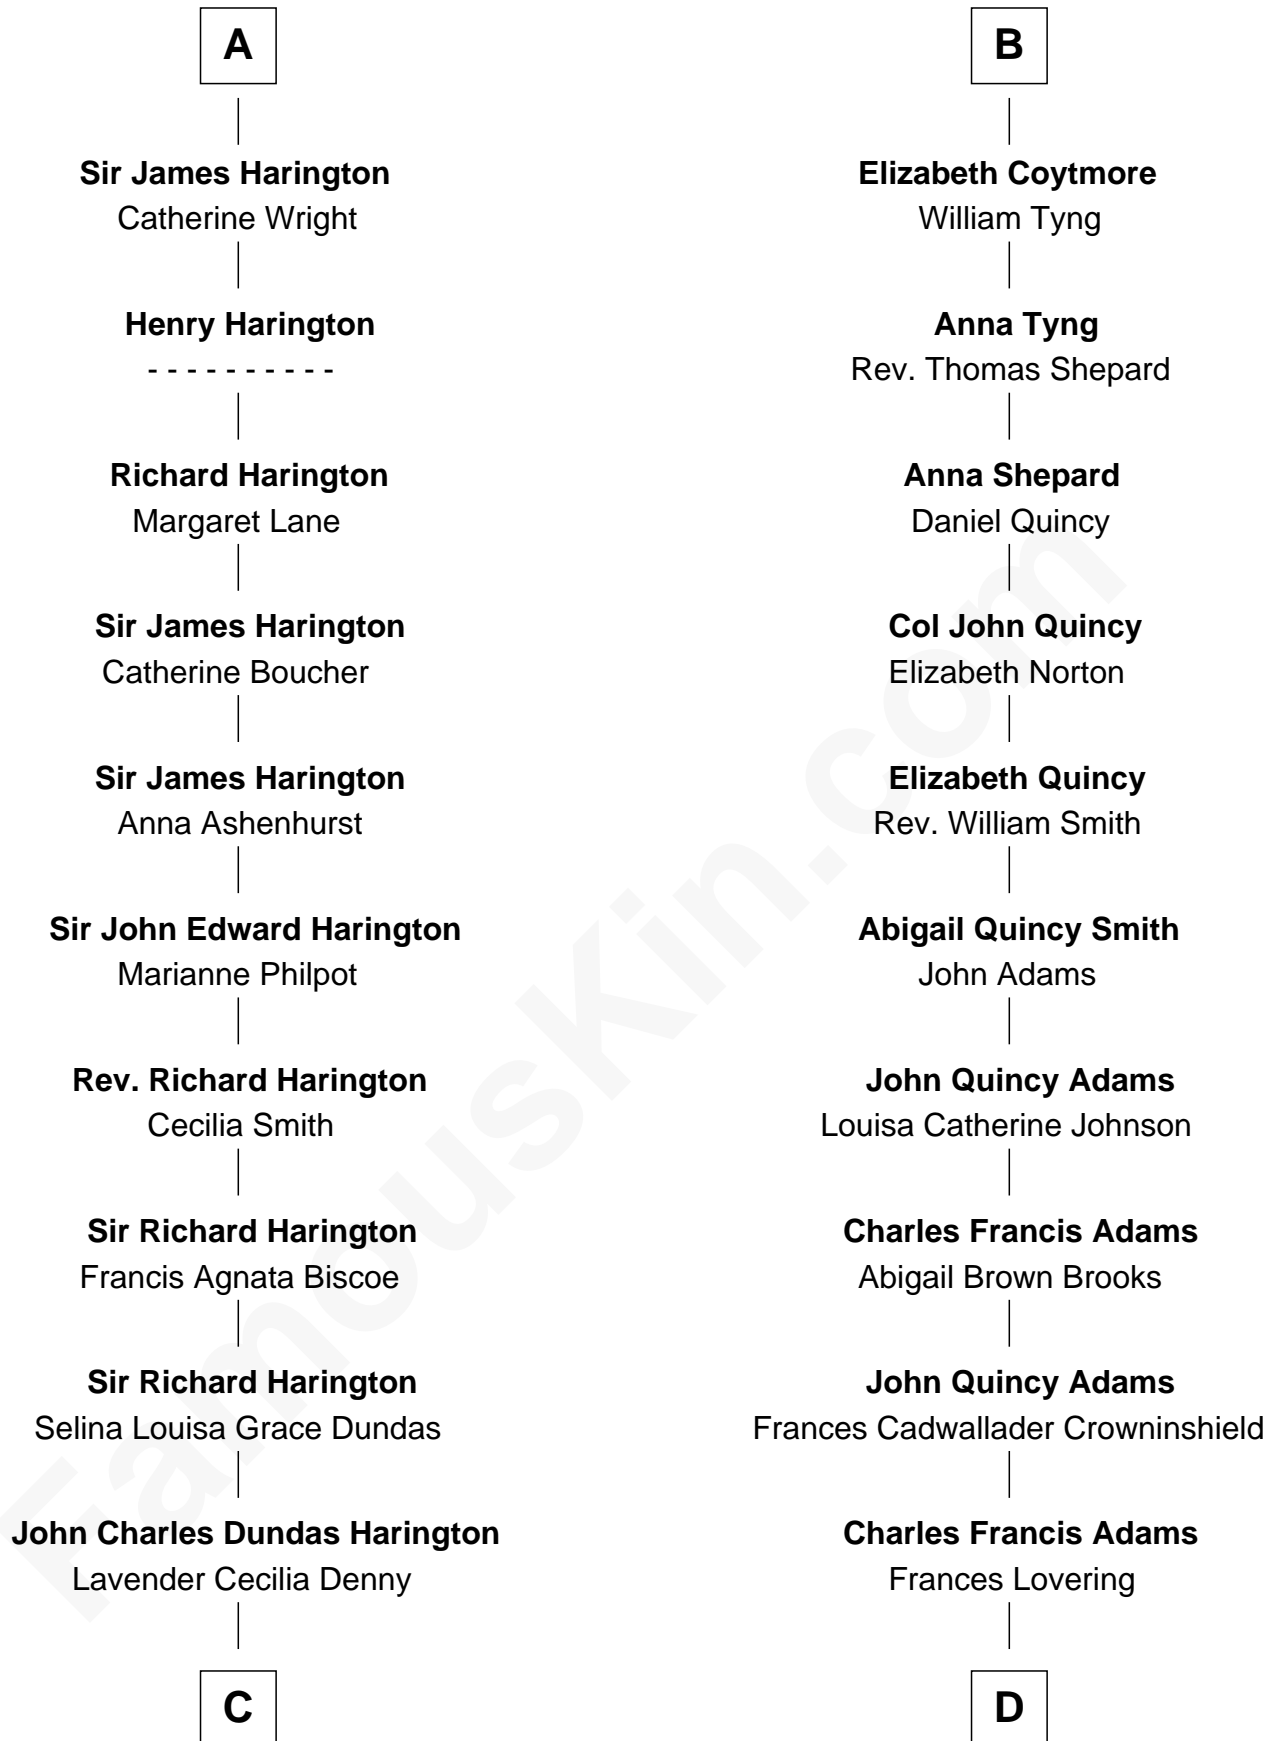 A
Sir James Harington
Catherine Wright
Henry Harington
- - - - - - - - - -
Richard Harington
Margaret Lane
Sir James Harington
Catherine Boucher
Sir James Harington
Anna Ashenhurst
Sir John Edward Harington
Marianne Philpot
Rev. Richard Harington
Cecilia Smith
Sir Richard Harington
Francis Agnata Biscoe
Sir Richard Harington
Selina Louisa Grace Dundas
John Charles Dundas Harington
Lavender Cecilia Denny
C
B
Elizabeth Coytmore
William Tyng
Anna Tyng
Rev. Thomas Shepard
Anna Shepard
Daniel Quincy
Col John Quincy
Elizabeth Norton
Elizabeth Quincy
Rev. William Smith
Abigail Quincy Smith
John Adams
John Quincy Adams
Louisa Catherine Johnson
Charles Francis Adams
Abigail Brown Brooks
John Quincy Adams
Frances Cadwallader Crowninshield
Charles Francis Adams
Frances Lovering
D
FamousKin.com